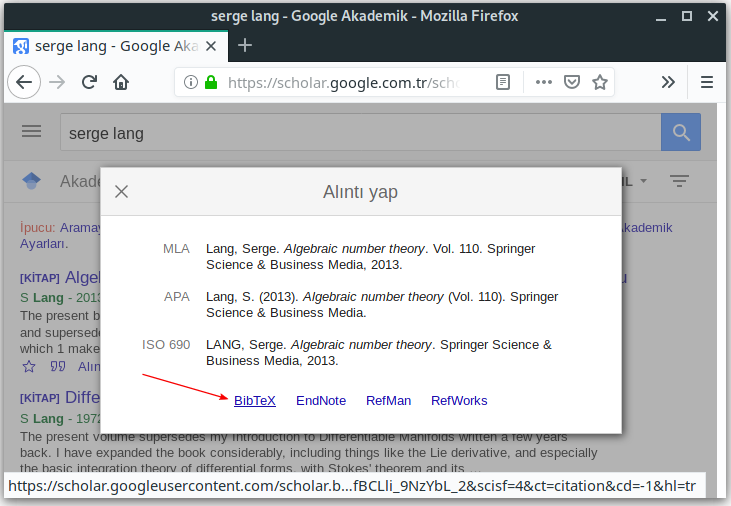 serge lang - Google Akademik - Mozilla Firefox
serge lang - Google Aka
https://scholar.google.com.tr/scho
serge lang
Akade
Alıntı yap
İpucu: Aramay
Akademik
Ayarları.
MLA Lang, Serge. Algebraic number theory. Vol. 110. Springer
Science & Business Media, 2013.
[KİTAP] Alge
S Lang - 2013
APA Lang, S. (2013). Algebraic number theory (Vol. 110). Springer
Science & Business Media.
The present b
and supersede
which 1 make
ISO 690 LANG, Serge. Algebraic number theory. Springer Science &
Business Media, 2013.
Alın
BibTeX EndNote RefMan RefWorks
[KİTAP] Diffe
S Lang - 1972
The present volume supersedes my Introduction to Differentiable Manifolds written a few years
back. I have expanded the book considerably, including things like the Lie derivative, and especially
the basic integration theory of differential forms, with Stokes' theorem and its ...
https://scholar.googleusercontent.com/scholar.b...fBCLli_9NzYbL_2&scisf=4&ct=citation&cd=-1&hl=tr